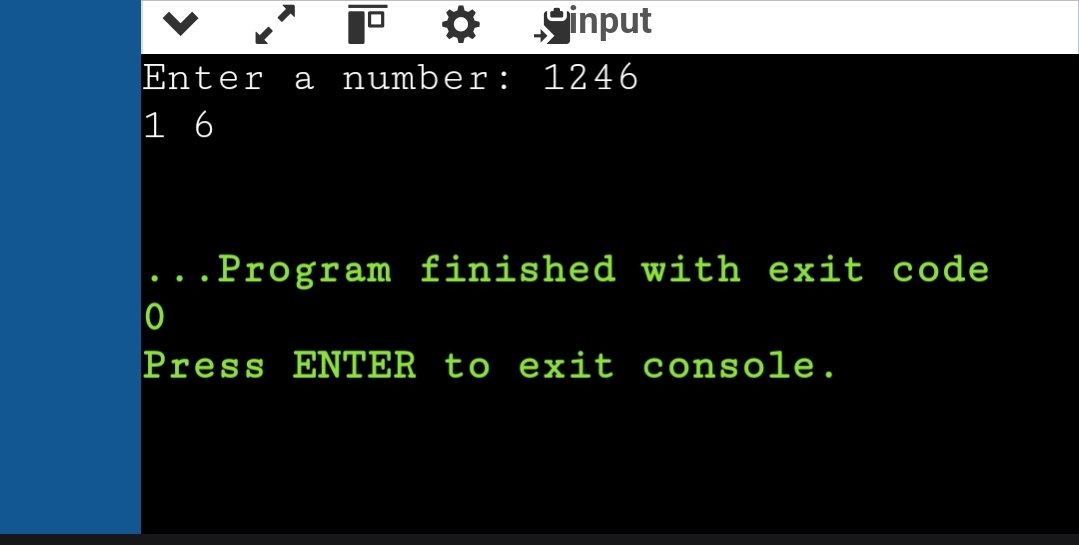 input
Enter a number: 1246
1 6
...Program finished with exit code
0
Press ENTER to exit console.